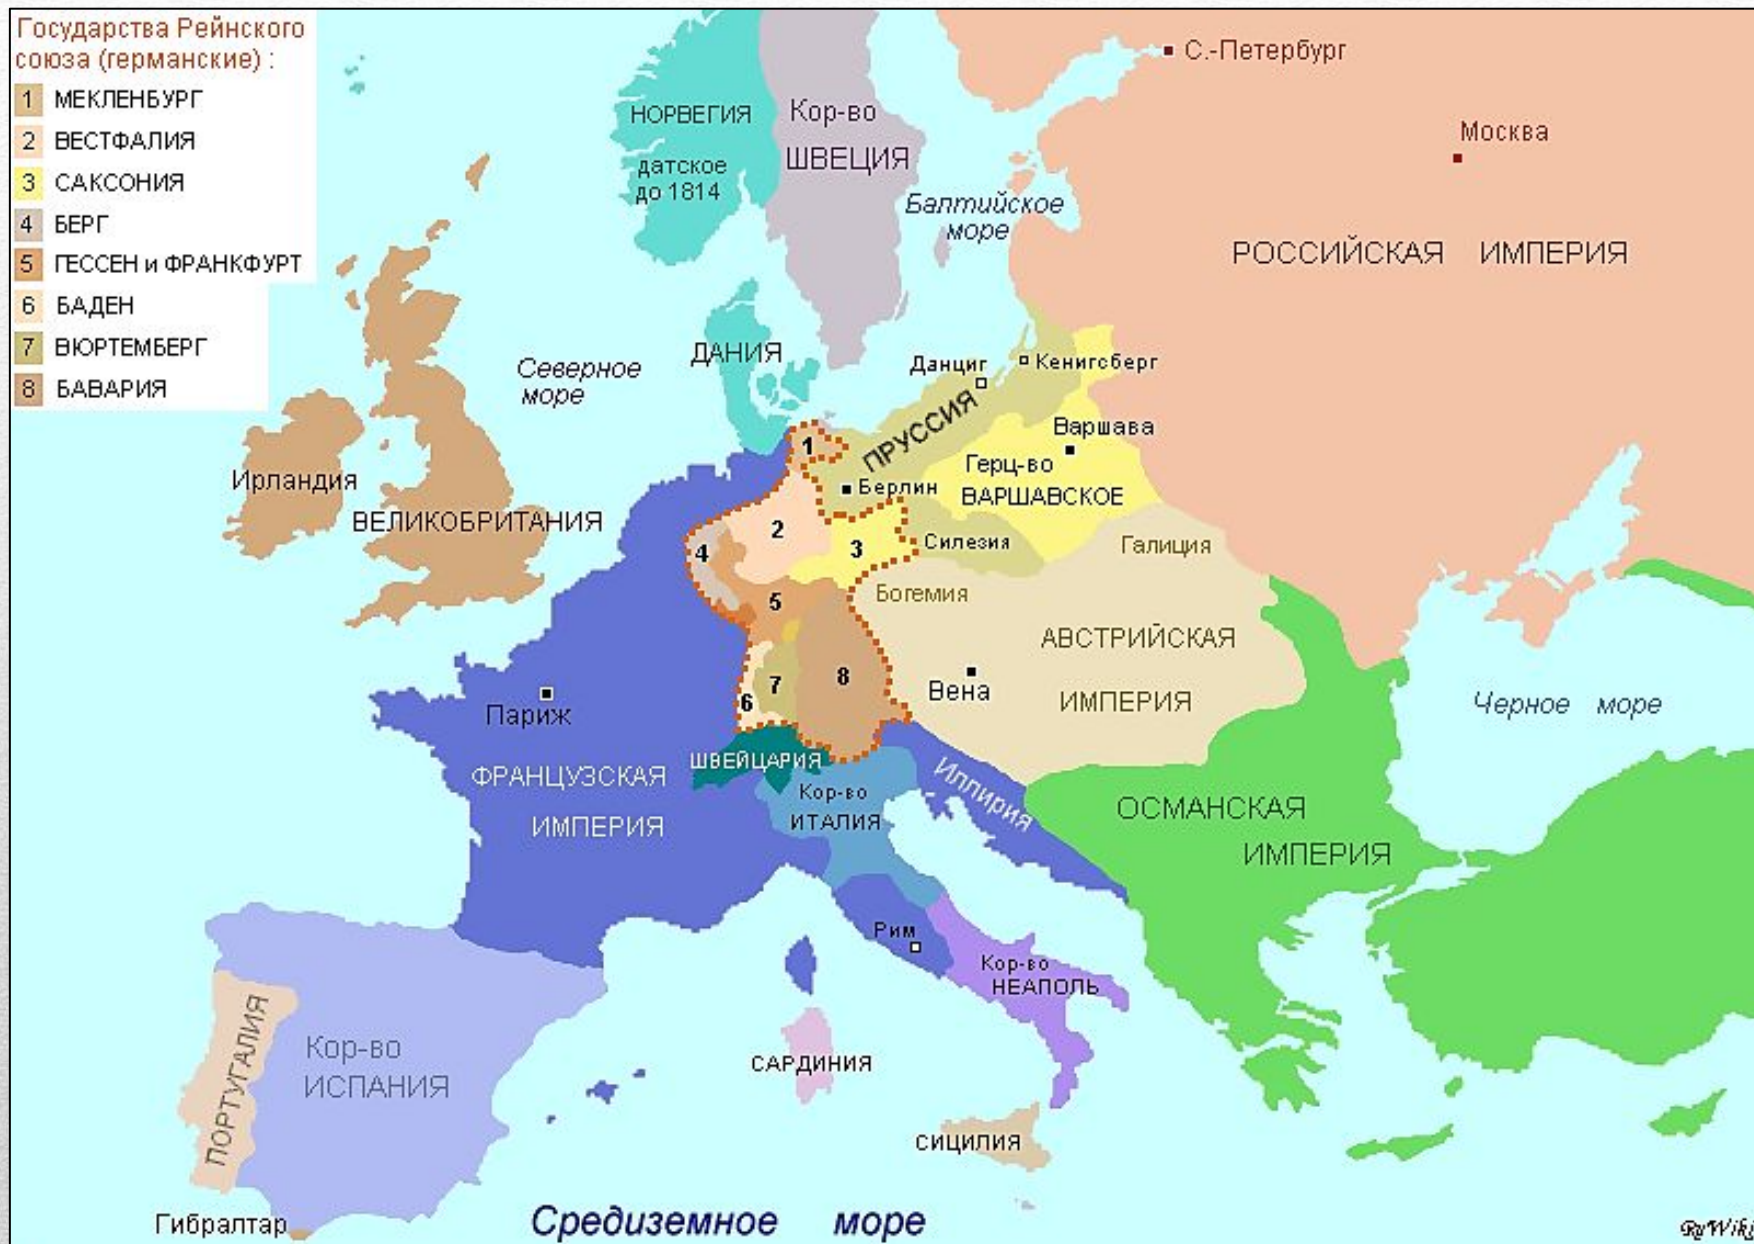 Государства Рейнского
союза (германские) :
1 МЕКЛЕНБУРГ
2 ВЕСТФАЛИЯ
3 САКСОНИЯ
4 БЕРГ
5 ГЕССЕН и ФРАНКФУРТ
6 БАДЕН
7 ВЮРТЕМБЕРГ
8 БАВАРИЯ
С.-Петербург
Москва
НОРВЕГИЯ
датское
до 1814
Кор-во
ШВЕЦИЯ
Балтийское
море
РОССИЙСКАЯ ИМПЕРИЯ
Северное
море
ДАНИЯ
Данциг
Кенигсберг
ПРУССИЯ
Варшава
Герц-во
ВАРШАВСКОЕ
Берлин
Ирландия
ВЕЛИКОБРИТАНИЯ
1
2
3
4
5
6
7
8
Силезия
Галиция
Богемия
АВСТРИЙСКАЯ
ИМПЕРИЯ
Вена
Черное море
Париж
ФРАНЦУЗСКАЯ
ИМПЕРИЯ
ШВЕЙЦАРИЯ
Кор-во
ИТАЛИЯ
Иллирия
ОСМАНСКАЯ
ИМПЕРИЯ
Рим
Кор-во
НЕАПОЛЬ
ПОРТУГАЛИЯ
Кор-во
ИСПАНИЯ
САРДИНИЯ
СИЦИЛИЯ
Гибралтар
Средиземное море
RuWiki